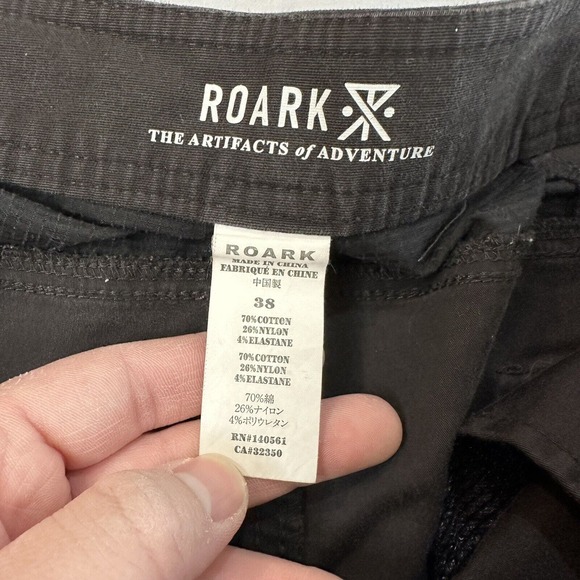 ROARK
THE ARTIFACTS of ADVENTURE
ROARK
MADE IN CHINA
FABRIQUÉ EN CHINE
中国製
38
70%COTTON
26%NYLON
4%ELASTANE
70%COTTON
26%NYLON
4%ELASTANE
70%綿
26%ナイロン
4%ポリウレタン
RN#140561
CA#32350